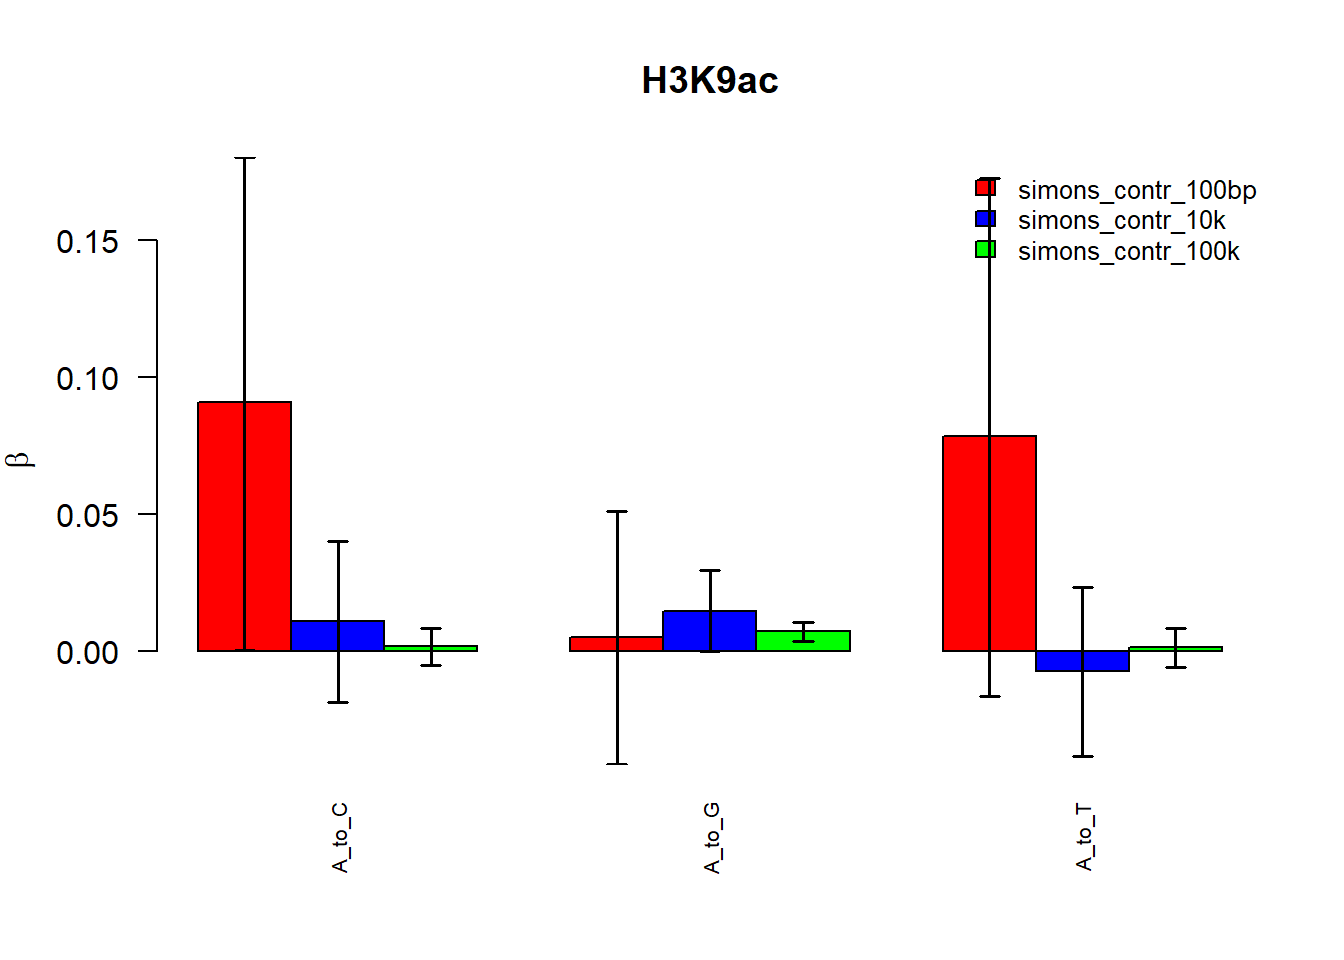 H3K9ac
simons_contr_100bp
simons_contr_10k
simons_contr_100k
0.15
0.10
0.05
0.00
β
A_to_C
A_to_G
A_to_T